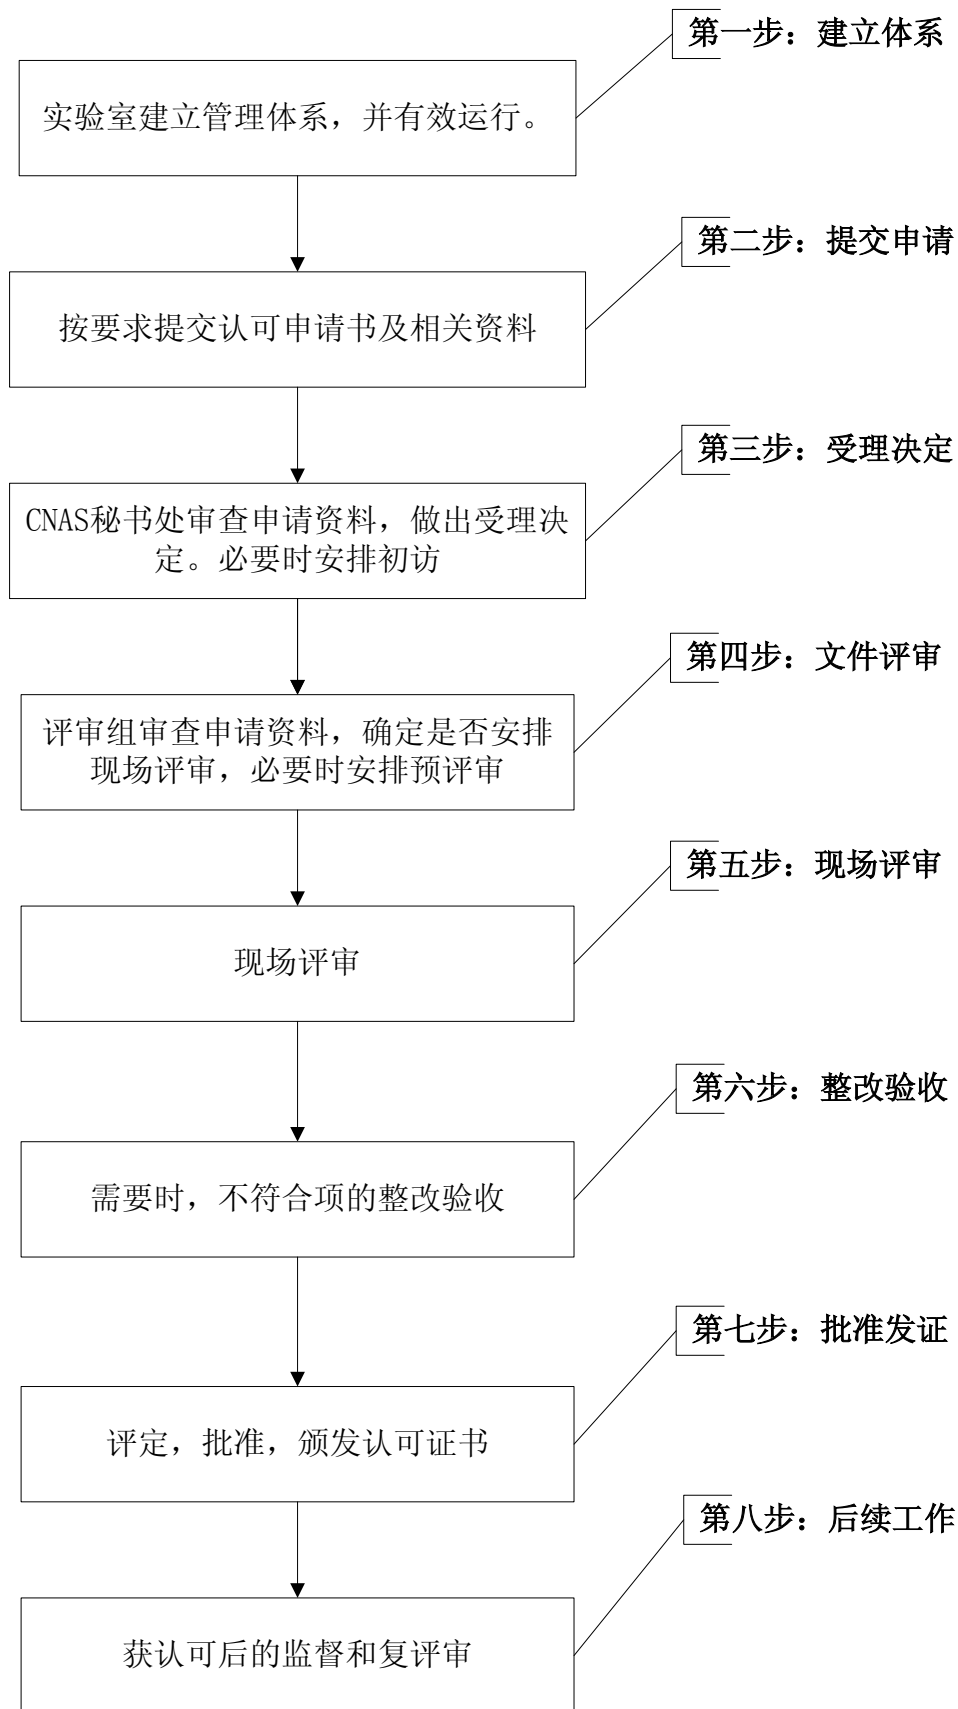 第一步：建立体系
实验室建立管理体系，并有效运行。
第二步：提交申请
按要求提交认可申请书及相关资料
第三步：受理决定
CNAS秘书处审查申请资料，做出受理决
定。必要时安排初访
第四步：文件评审
评审组审查申请资料，确定是否安排
现场评审，必要时安排预评审
第五步：现场评审
现场评审
第六步：整改验收
需要时，不符合项的整改验收
第七步：批准发证
评定，批准，颁发认可证书
第八步：后续工作
获认可后的监督和复评审